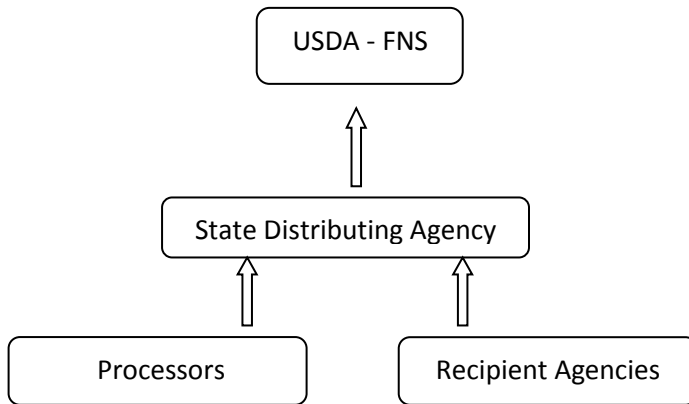 USDA - FNS
State Distributing Agency
Processors
Recipient Agencies